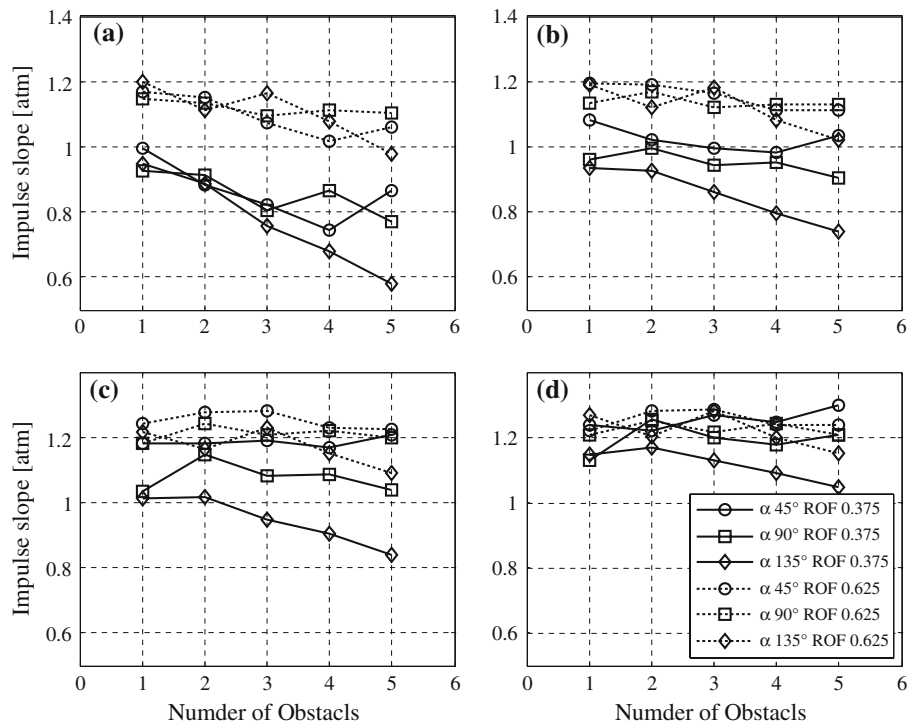 (a)
Impulse slope [atm]
1.4
1.2
1
0.8
0.6
0 1 2 3 4 5 6
(b)
1.4
1.2
1
0.8
0.6
0 1 2 3 4 5 6
(c)
Impulse slope [atm]
1.2
1
0.8
0.6
0 1 2 3 4 5 6
Numder of Obstacls
(d)
1.2
1
0.8
0.6
α 45° ROF 0.375
α 90° ROF 0.375
α 135° ROF 0.375
α 45° ROF 0.625
α 90° ROF 0.625
α 135° ROF 0.625
0 1 2 3 4 5 6
Numder of Obstacls